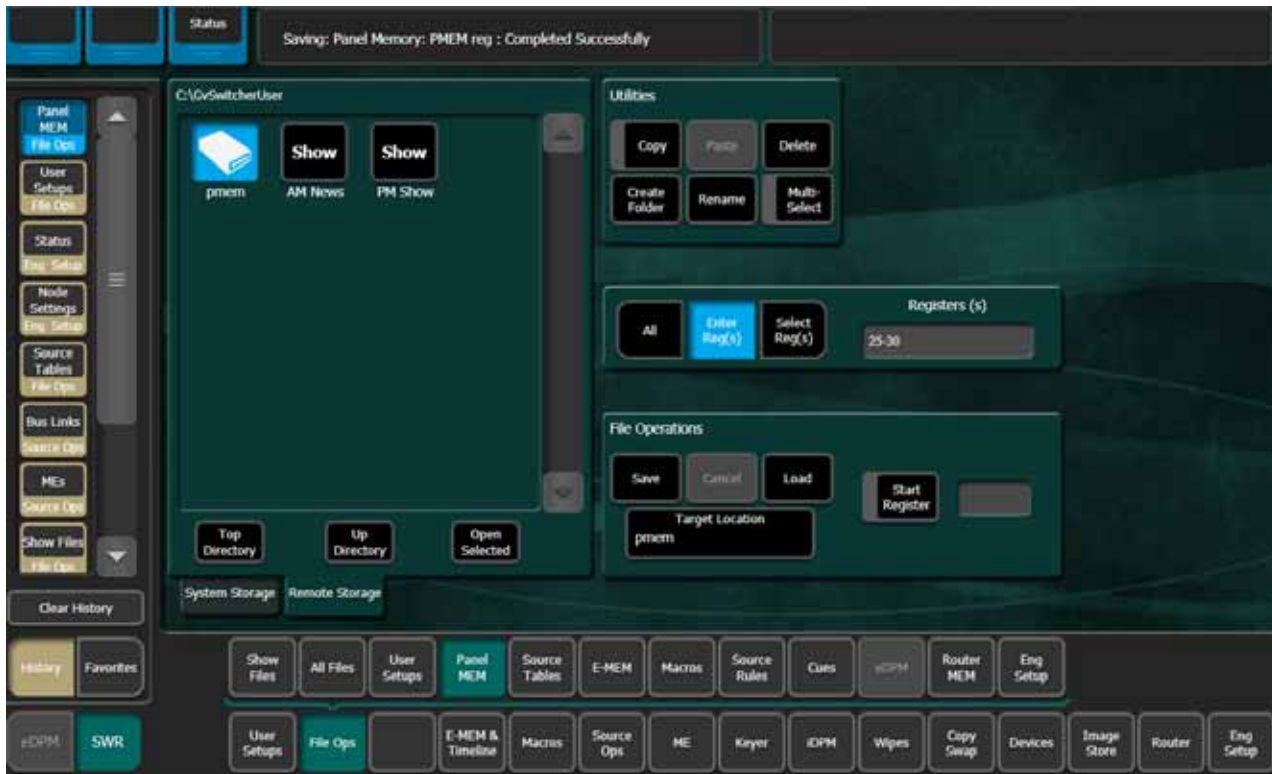 Status
Saving: Panel Memory: PMEM reg : Completed Successfully
Panel
MEM
File Ops
User
Setups
File Ops
Status
Eng Setup
Node
Settings
Eng Setup
Source
Tables
File Ops
Bus Links
Source Ops
MEs
Source Ops
Show Files
File Ops
Clear History
History
Favorites
eDPM
SWR
C:\GvSwitcherUser
Show
Show
pmem
AM News
PM Show
Top
Directory
Up
Directory
Open
Selected
System Storage
Remote Storage
Utilities
Copy
Paste
Delete
Create
Folder
Rename
Multi-
Select
All
Enter
Reg(s)
Select
Reg(s)
Registers (s)
25-30
File Operations
Save
Cancel
Load
Start
Register
Target Location
pmem
Show
Files
All Files
User
Setups
Panel
MEM
Source
Tables
E-MEM
Macros
Source
Rules
Cues
eDPM
Router
MEM
Eng
Setup
User
Setups
File Ops
E-MEM &
Timeline
Macros
Source
Ops
ME
Keyer
iDPM
Wipes
Copy
Swap
Devices
Image
Store
Router
Eng
Setup